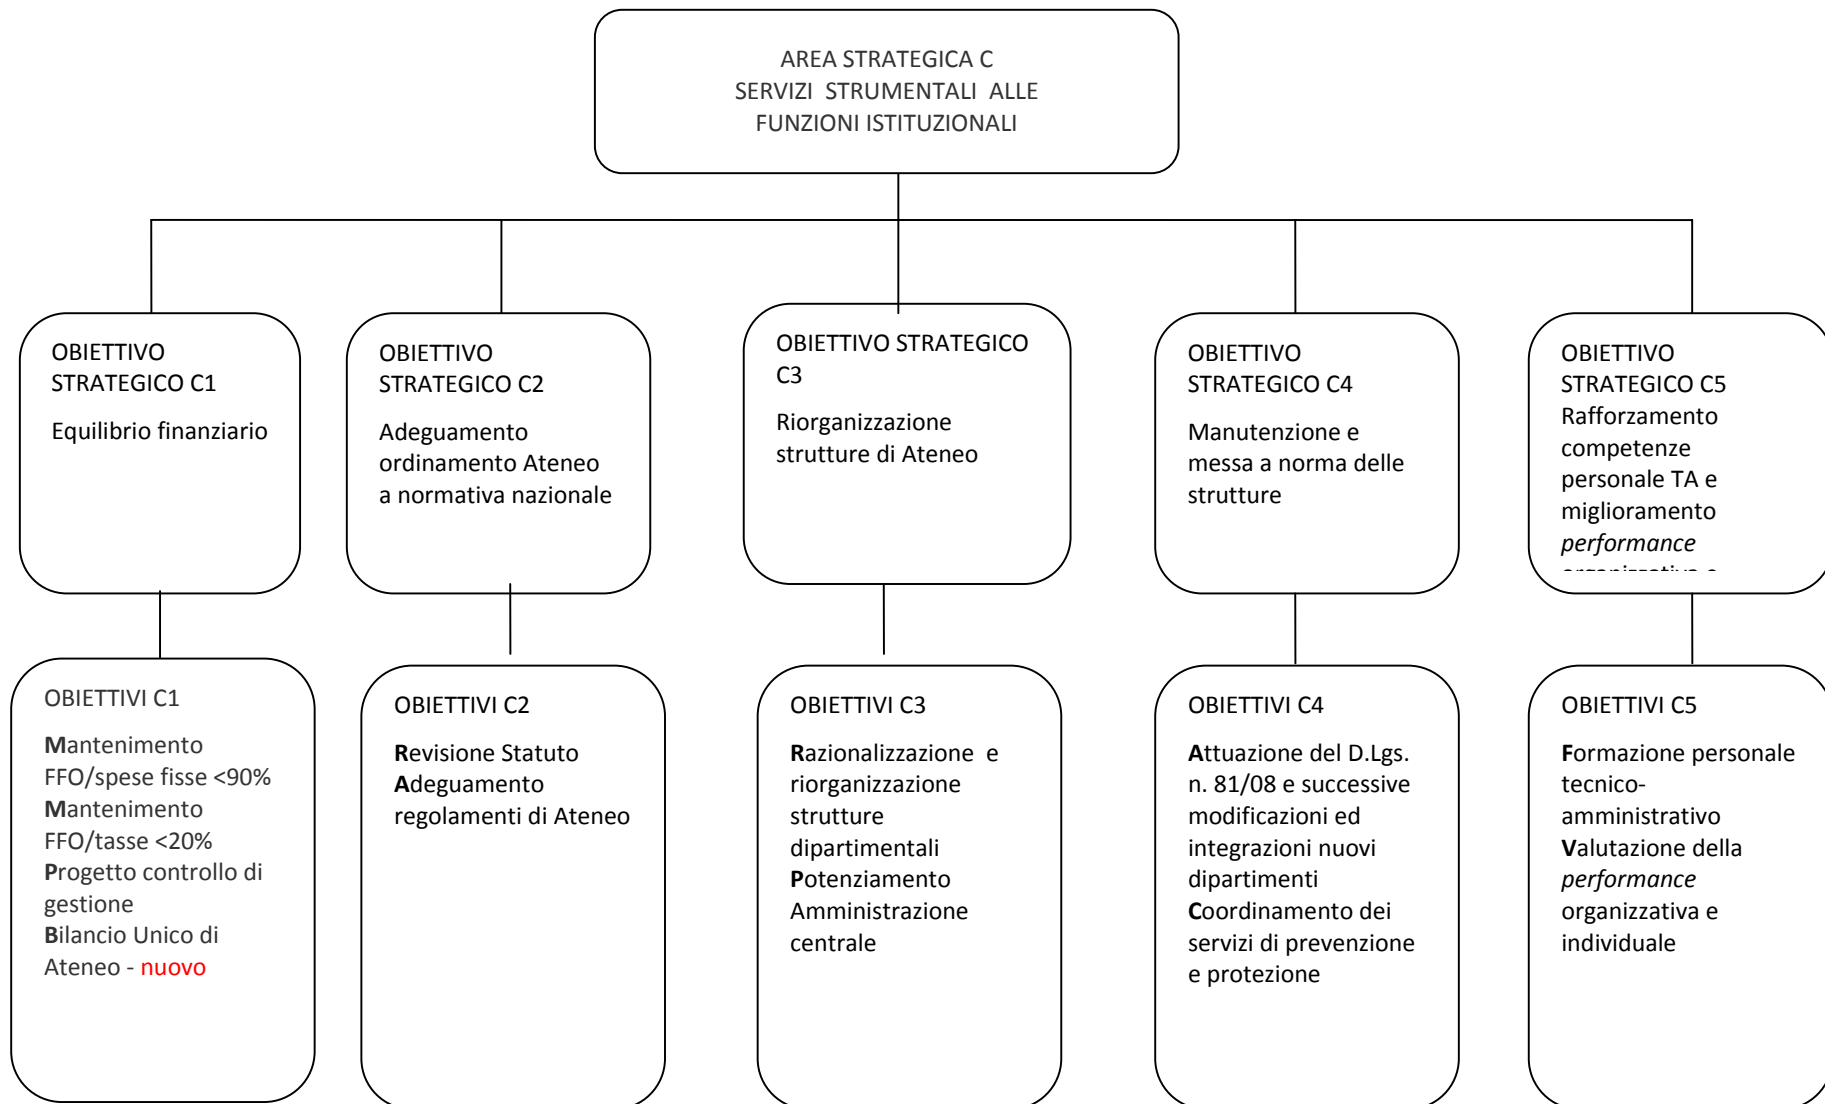 AREA STRATEGICA C
SERVIZI STRUMENTALI ALLE
FUNZIONI ISTITUZIONALI
OBIETTIVO
STRATEGICO C1
Equilibrio finanziario
OBIETTIVO
STRATEGICO C2
Adeguamento
ordinamento Ateneo
a normativa nazionale
OBIETTIVO STRATEGICO
C3
Riorganizzazione
strutture di Ateneo
OBIETTIVO
STRATEGICO C4
Manutenzione e
messa a norma delle
strutture
OBIETTIVO
STRATEGICO C5
Rafforzamento
competenze
personale TA e
miglioramento
performance
OBIETTIVI C1
Mantenimento
FFO/spese fisse <90%
Mantenimento
FFO/tasse <20%
Progetto controllo di
gestione
Bilancio Unico di
Ateneo - nuovo
OBIETTIVI C2
Revisione Statuto
Adeguamento
regolamenti di Ateneo
OBIETTIVI C3
Razionalizzazione e
riorganizzazione
strutture
dipartimentali
Potenziamento
Amministrazione
centrale
OBIETTIVI C4
Attuazione del D.Lgs.
n. 81/08 e successive
modificazioni ed
integrazioni nuovi
dipartimenti
Coordinamento dei
servizi di prevenzione
e protezione
OBIETTIVI C5
Formazione personale
tecnico-
amministrativo
Valutazione della
performance
organizzativa e
individuale